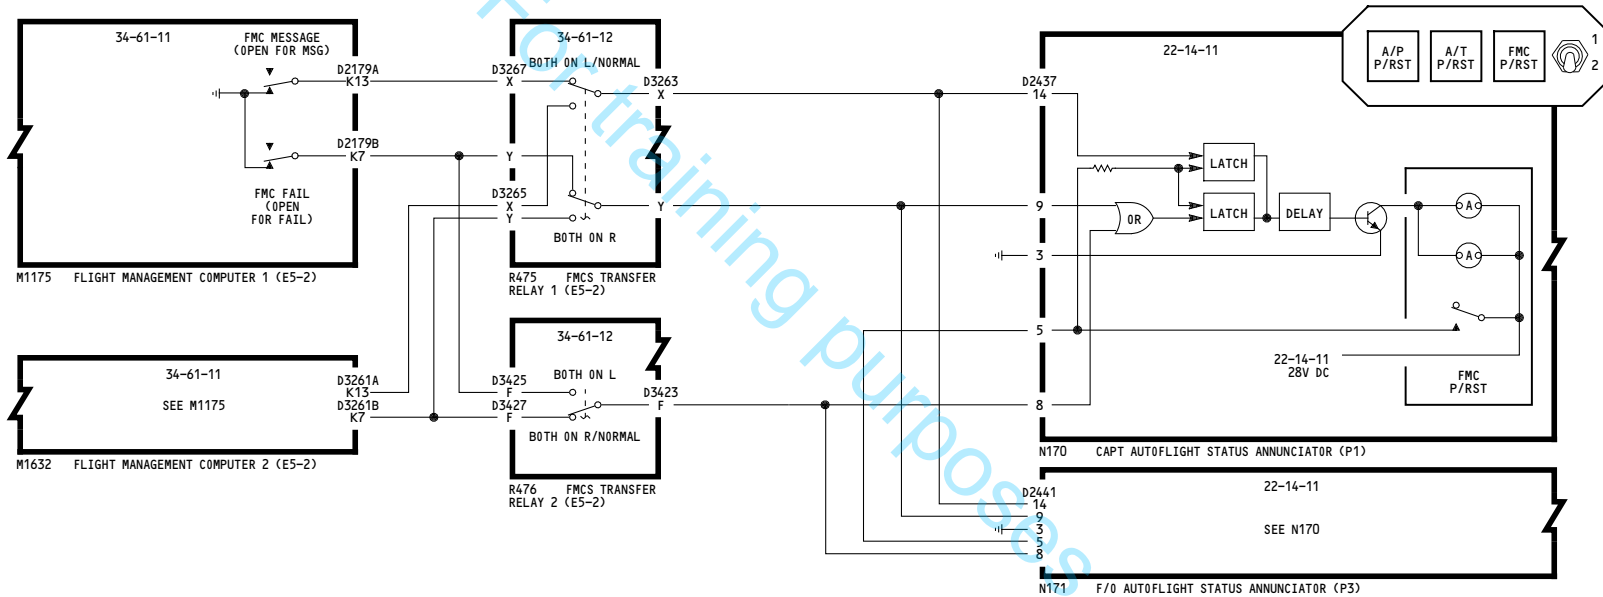 34-61-11
FMC MESSAGE
(OPEN FOR MSG)
D2179A
K13
D2179B
K7
FMC FAIL
(OPEN
FOR FAIL)
M1175 FLIGHT MANAGEMENT COMPUTER 1 (E5-2)
34-61-11
SEE M1175
D3261A
K13
D3261B
K7
M1632 FLIGHT MANAGEMENT COMPUTER 2 (E5-2)
34-61-12
BOTH ON L/NORMAL
D3267
X
Y
D3265
X
Y
D3263
X
Y
BOTH ON R
R475 FMCS TRANSFER
RELAY 1 (E5-2)
34-61-12
BOTH ON L
D3425
F
D3427
F
D3423
F
BOTH ON R/NORMAL
R476 FMCS TRANSFER
RELAY 2 (E5-2)
22-14-11
D2437
14
9
3
5
8
LATCH
LATCH
OR
DELAY
A
A
22-14-11
28V DC
FMC
P/RST
A/P
P/RST
A/T
P/RST
FMC
P/RST
1
2
N170 CAPT AUTOFLIGHT STATUS ANNUNCIATOR (P1)
22-14-11
D2441
14
9
3
5
8
SEE N170
N171 F/O AUTOFLIGHT STATUS ANNUNCIATOR (P3)
For training purposes